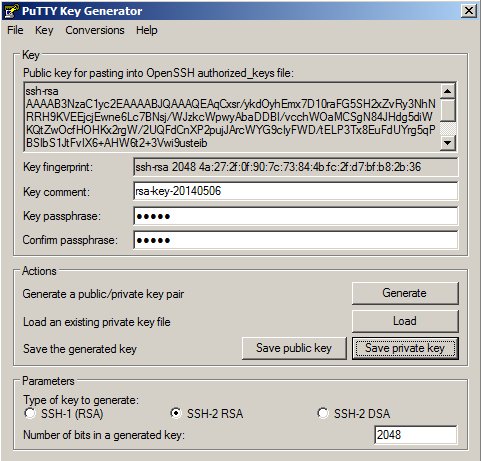 PuTTY Key Generator
File Key Conversions Help
Key
Public key for pasting into OpenSSH authorized_keys file:
ssh-rsa
AAAAB3NzaC1yc2EAAAABJQAAAQEAqCxsr/ykdOyhEmx7D10raFG5SH2xZvRy3NhN
RRH9KVEEjcjEwne6Lc7BNsj/WJzkcWpwyAbaDDBI/vcchWOaMCSgN84JHdg5diW
KQtZwOcfHOHKx2rgW/2UQFdCnXP2pujJArcWYG9clyFWD/tELP3Tx8EuFdUYrg5qP
BSIbS1JtFvIX6+AHW6t2+3Vwi9usteib
Key fingerprint: ssh-rsa 2048 4a:27:2f:0f:90:7c:73:84:4b:fc:2f:d7:bf:b8:2b:36
Key comment: rsa-key-20140506
Key passphrase: •••••
Confirm passphrase: •••••
Actions
Generate a public/private key pair Generate
Load an existing private key file Load
Save the generated key Save public key Save private key
Parameters
Type of key to generate:
SSH-1 (RSA) SSH-2 RSA SSH-2 DSA
Number of bits in a generated key: 2048